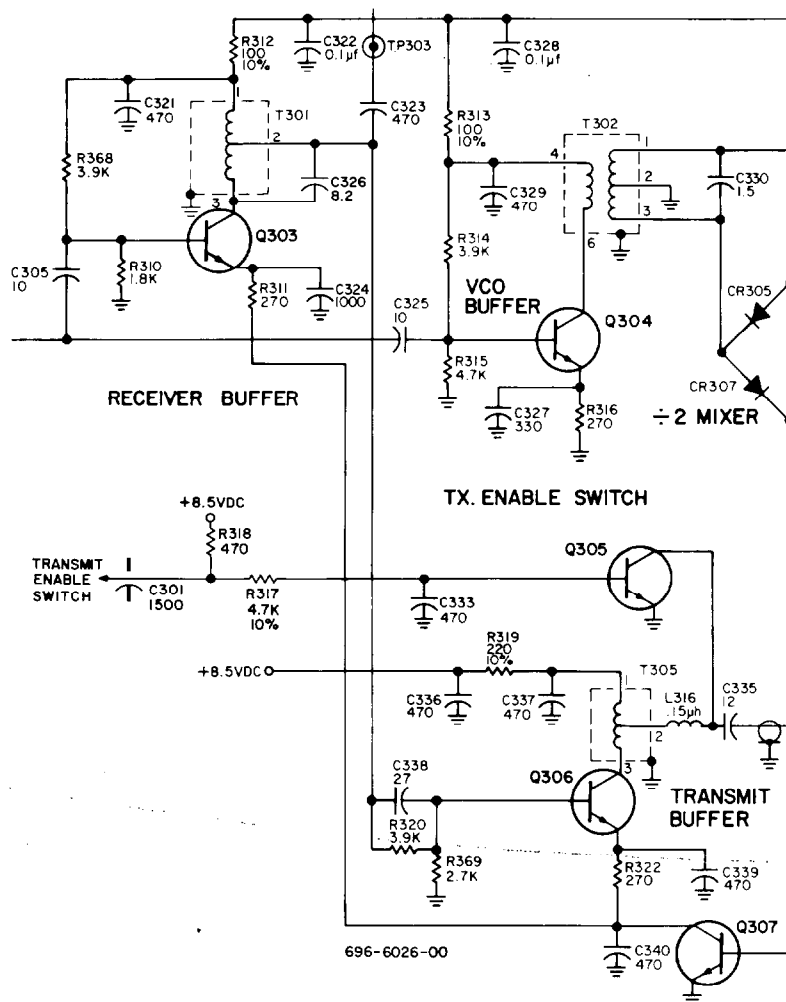 R312
100
10%
C322
0.1µf
TP303
C328
0.1µf
C321
470
1
T301
2
C323
470
R313
100
10%
T302
1
4
2
3
6
C330
1.5
R368
3.9K
C326
8.2
C329
470
3
Q303
R314
3.9K
C305
10
R310
1.8K
R311
270
C324
1000
C325
10
VCO
BUFFER
Q304
CR305
R315
4.7K
RECEIVER BUFFER
C327
330
R316
270
CR307
÷2 MIXER
TX. ENABLE SWITCH
+8.5VDC
R318
470
Q305
TRANSMIT
ENABLE
SWITCH
C301
1500
R317
4.7K
10%
C333
470
R319
220
10%
+8.5VDC
T305
1
C336
470
C337
470
2
L316
.15µh
C335
12
3
Q306
C338
27
TRANSMIT
BUFFER
R320
3.9K
R369
2.7K
R322
270
C339
470
Q307
696-6026-00
C340
470